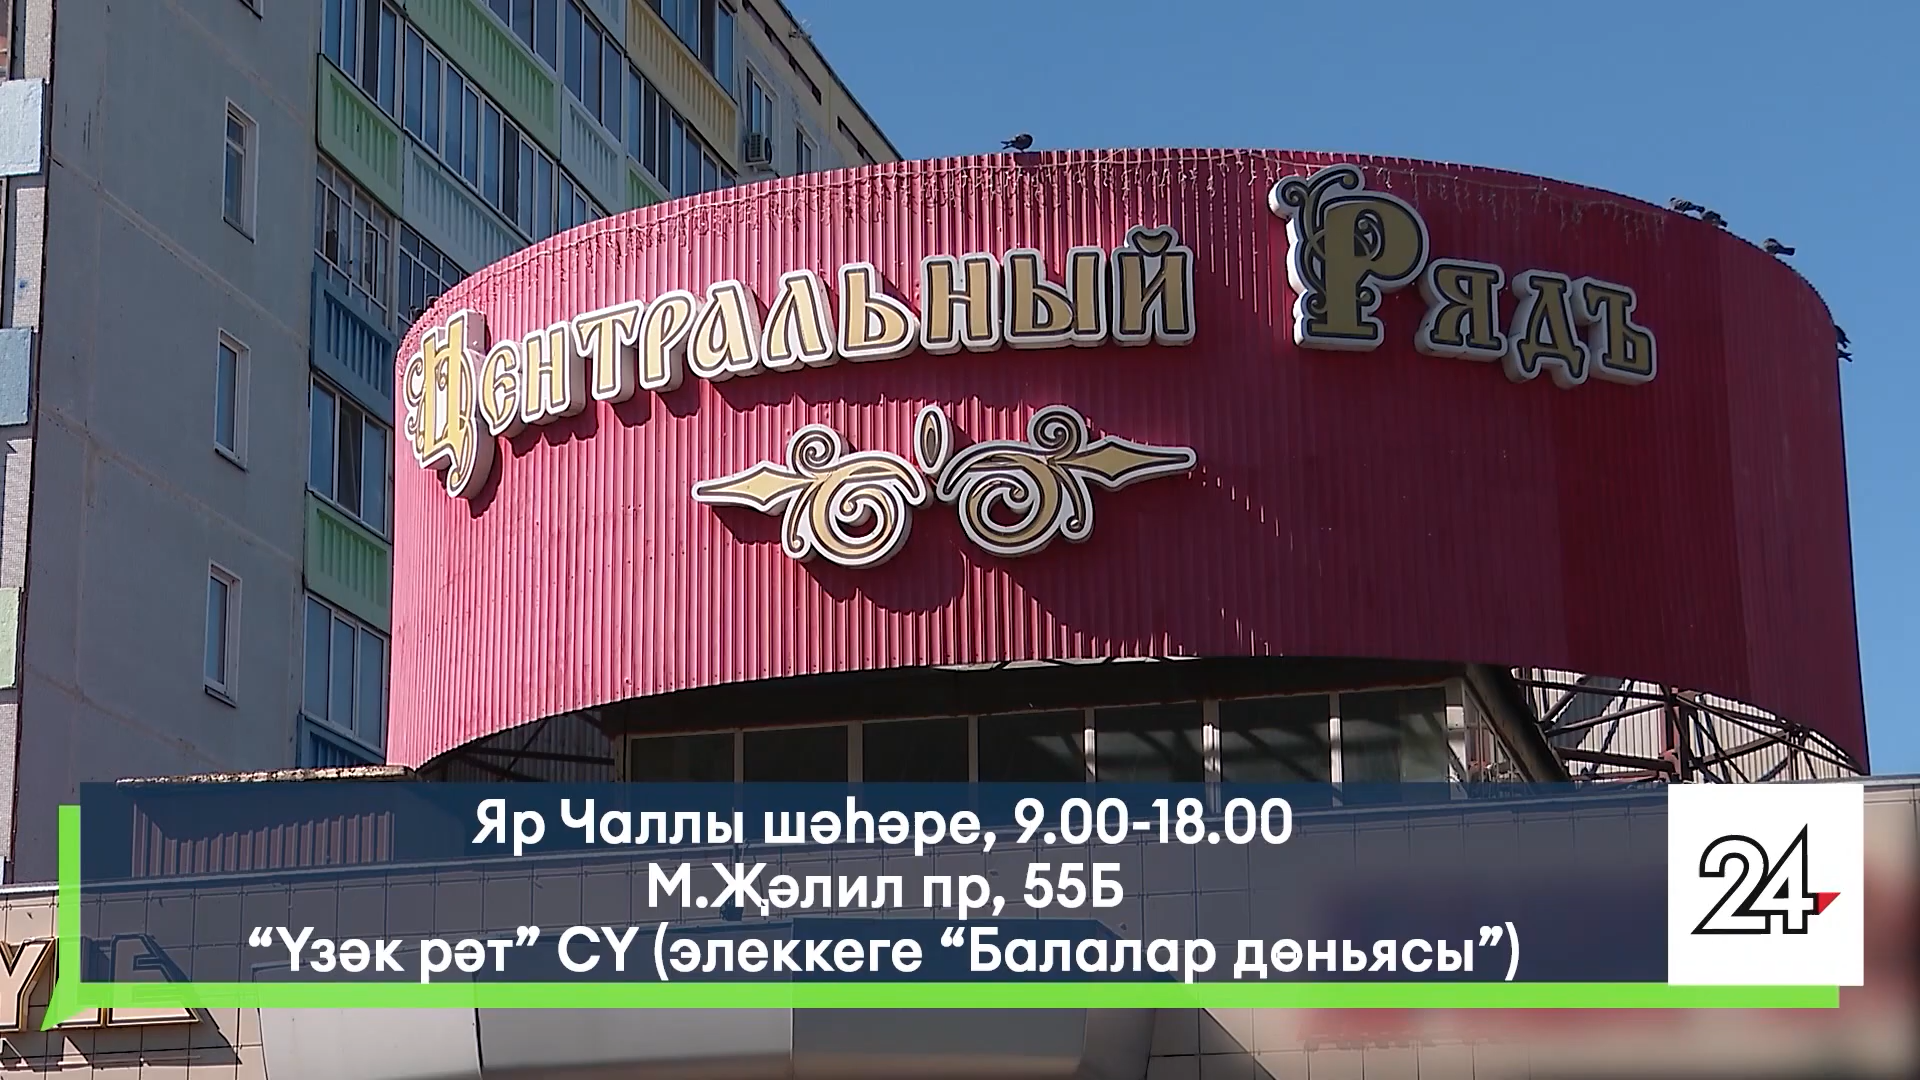 Центральный Рядъ
Яр Чаллы шәһәре, 9.00-18.00
М.Җәлил пр, 55Б
“Үзәк рәт” СҮ (элеккеге “Балалар дөньясы”)
24